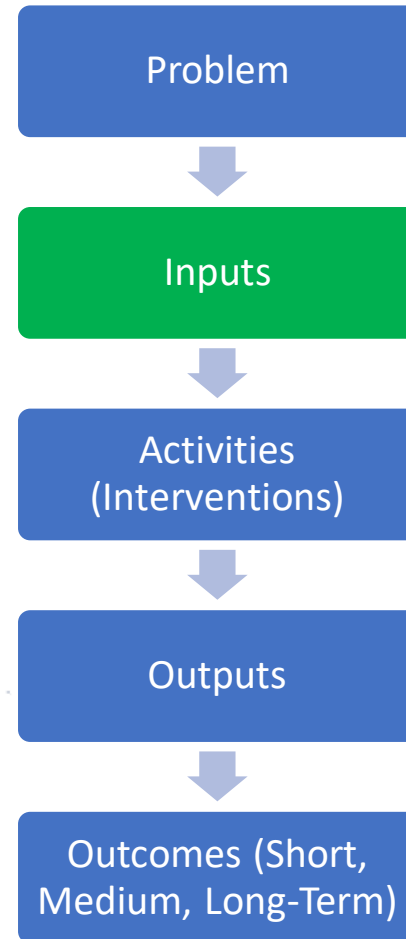 Problem
Inputs
Activities
(Interventions)
Outputs
Outcomes (Short,
Medium, Long-Term)